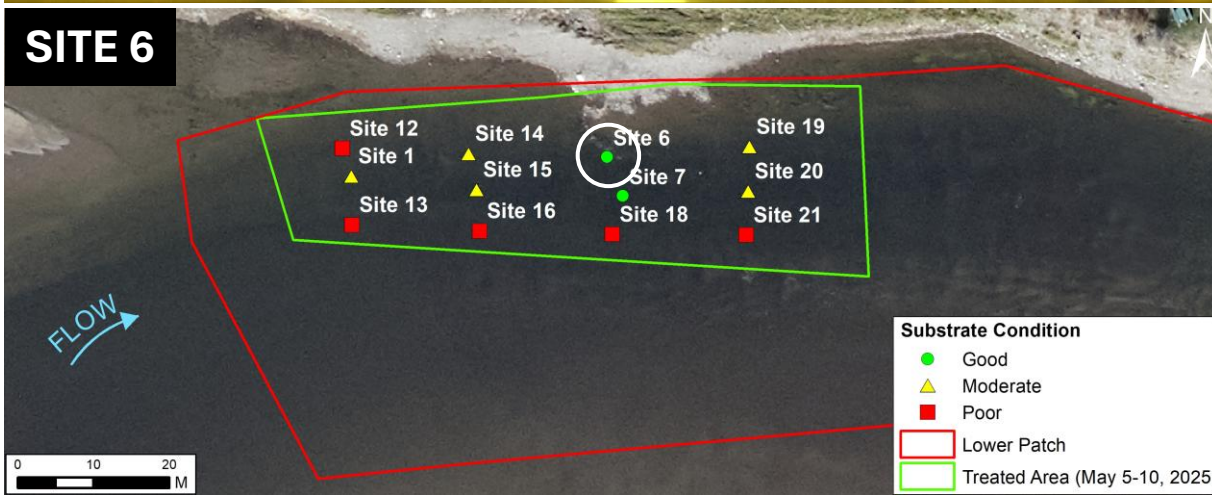 SITE 6
N
Site 12
Site 14
Site 6
Site 19
Site 1
Site 15
Site 7
Site 20
Site 13
Site 16
Site 18
Site 21
FLOW
Substrate Condition
Good
Moderate
Poor
Lower Patch
Treated Area (May 5-10, 2025
0 10 20
M